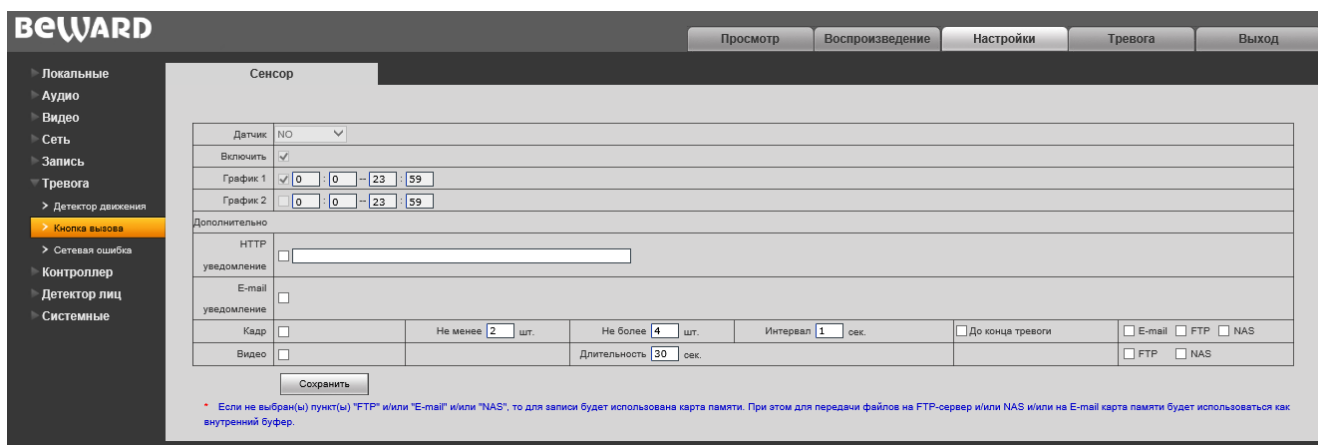 BEWARD
Просмотр Воспроизведение Настройки Тревога Выход
Локальные
Аудио
Видео
Сеть
Запись
Тревога
> Детектор движения
> Кнопка вызова
> Сетевая ошибка
Контроллер
Детектор лиц
Системные
Сенсор
Датчик NO
Включить
График 1 0 : 0 -- 23 : 59
График 2 0 : 0 -- 23 : 59
Дополнительно
HTTP
уведомление
E-mail
уведомление
Кадр Не менее 2 шт. Не более 4 шт. Интервал 1 сек. До конца тревоги E-mail FTP NAS
Видео Длительность 30 сек. FTP NAS
Сохранить
* Если не выбран(ы) пункт(ы) "FTP" и/или "E-mail" и/или "NAS", то для записи будет использована карта памяти. При этом для передачи файлов на FTP-сервер и/или NAS и/или на E-mail карта памяти будет использоваться как
внутренний буфер.